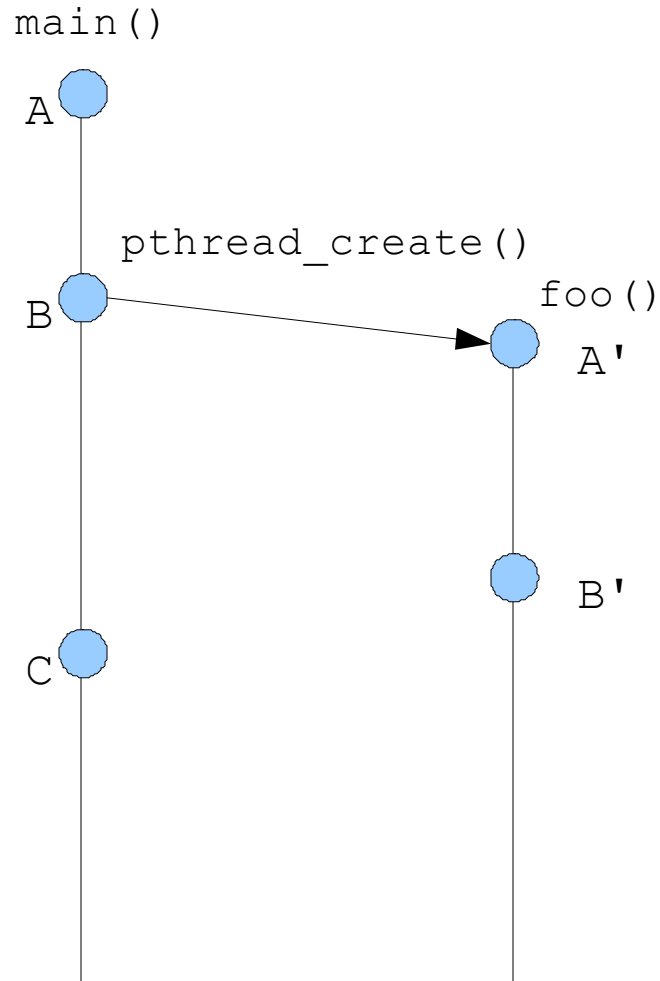 main()
A
pthread_create()
B
foo()
A'
B'
C